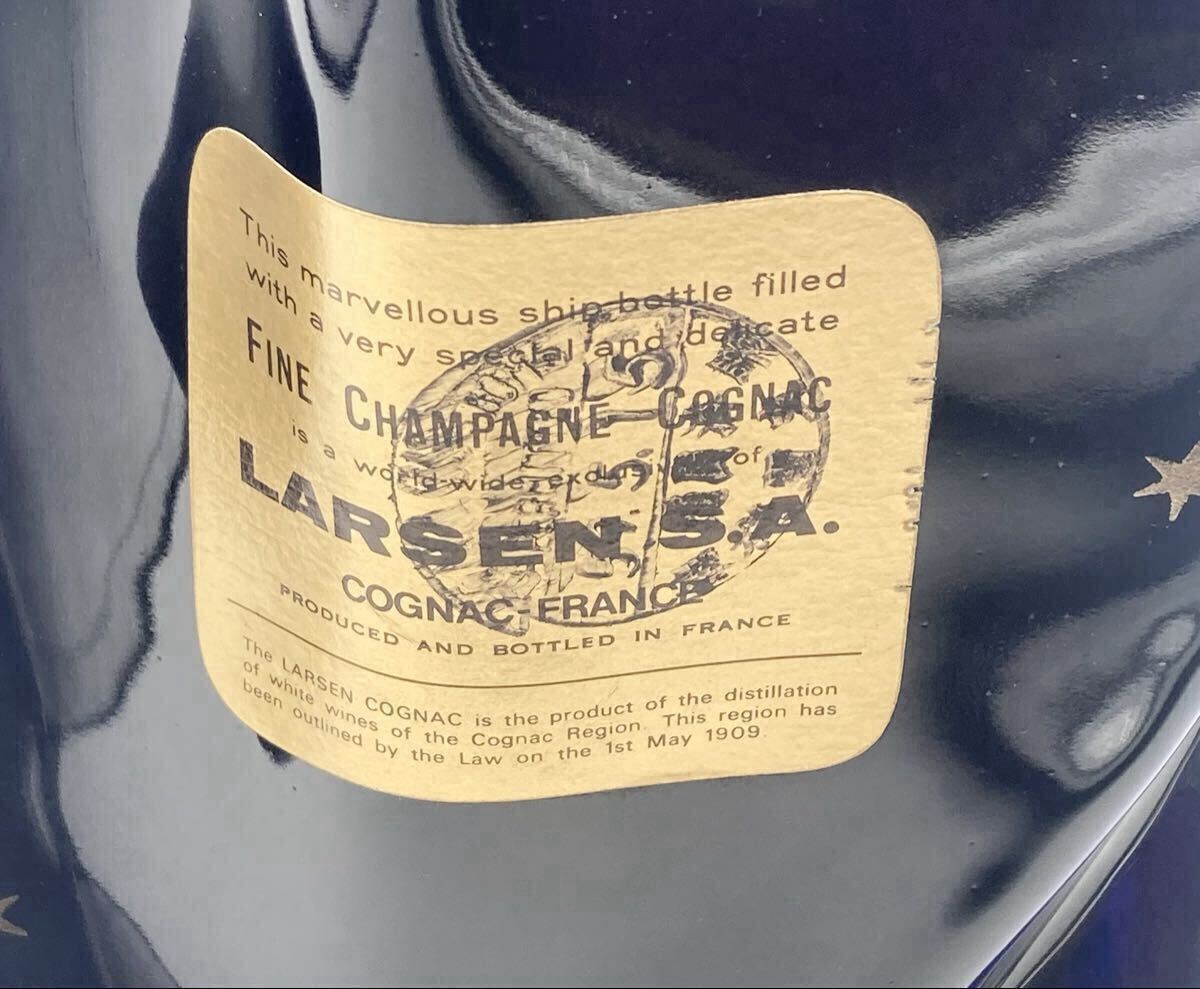 This marvellous ship bottle filled
with a very special and delicate
FINE CHAMPAGNE COGNAC
is a world-wide exclusivity of
LARSEN S.A.
COGNAC-FRANCE
PRODUCED AND BOTTLED IN FRANCE
The LARSEN COGNAC is the product of the distillation
of white wines of the Cognac Region. This region has
been outlined by the Law on the 1st May 1909.